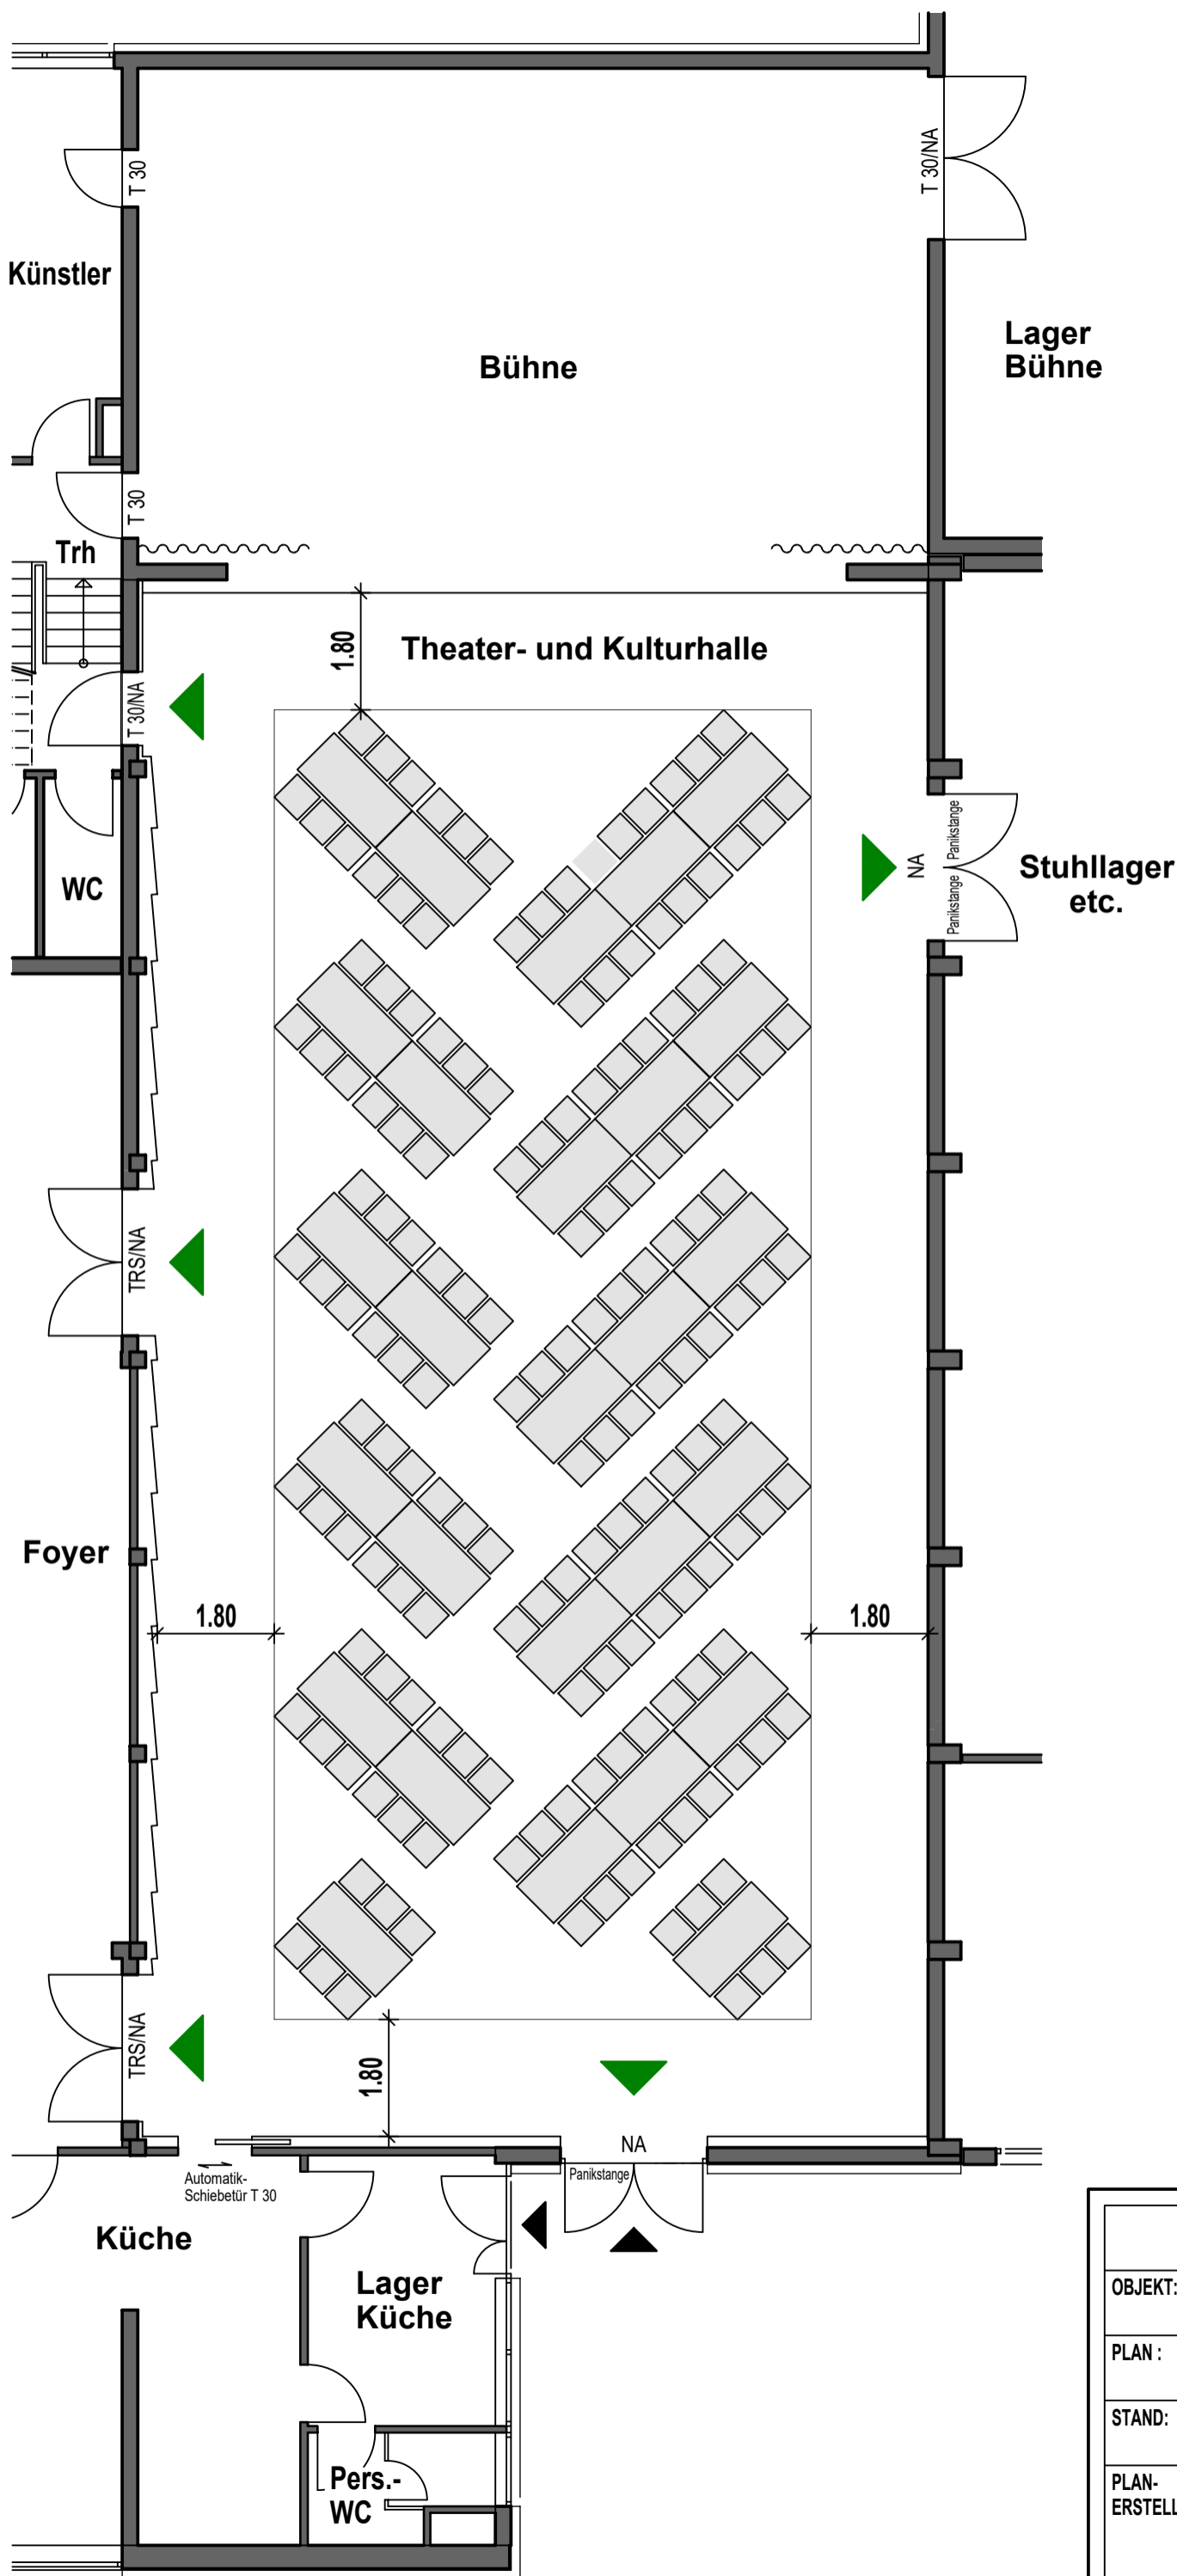 T 30
T 30/NA
Künstler
Lager
Bühne
Bühne
T 30
Trh
1.80
Theater- und Kulturhalle
T 30/NA
Panikstange
NA
Panikstange
Stuhllager
etc.
WC
TRS/NA
Foyer
1.80
1.80
TRS/NA
1.80
NA
Panikstange
Automatik-
Schiebetür T 30
Küche
Lager
Küche
Pers.-
WC
OBJEKT:
PLAN :
STAND:
PLAN-
ERSTELL